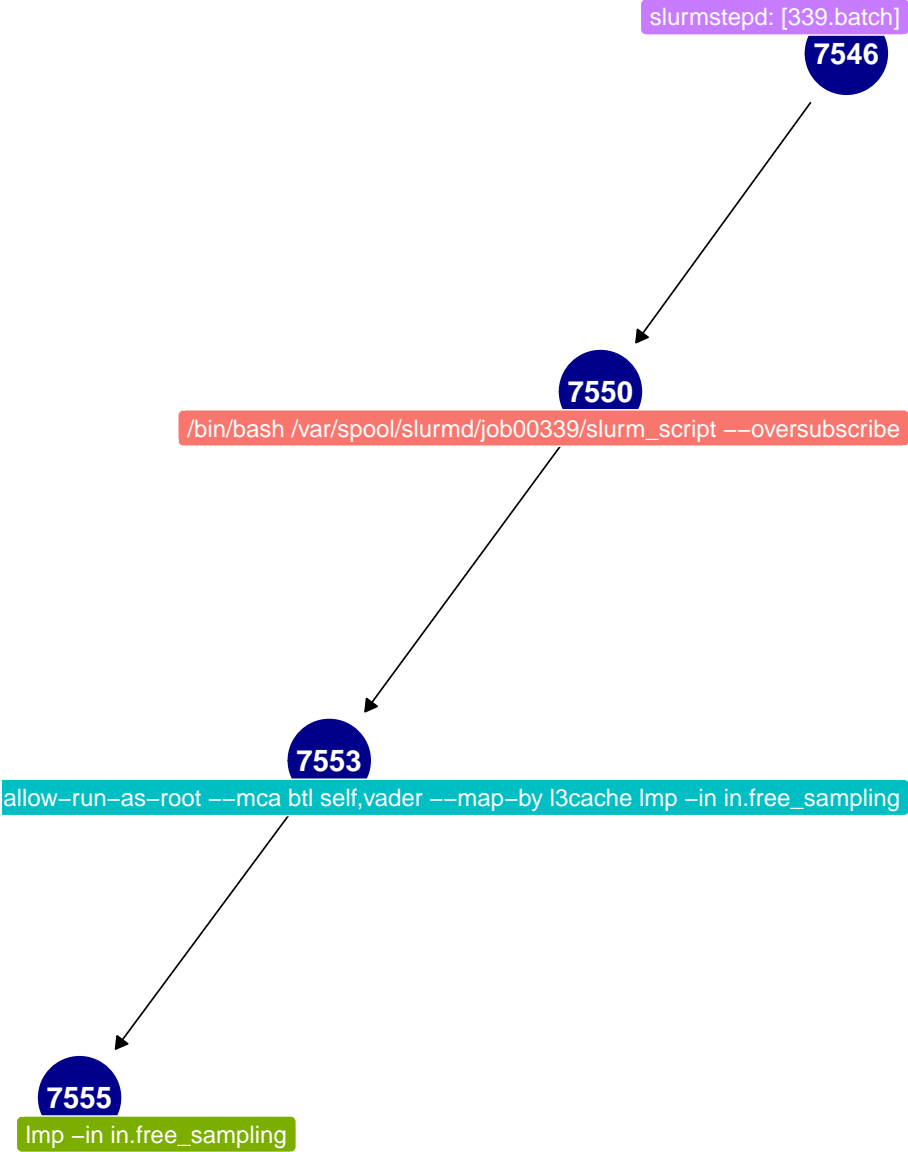 slurmstepd: [339.batch]
7546
7550
/bin/bash /var/spool/slurmd/job00339/slurm_script −−oversubscribe
7553
allow−run−as−root −−mca btl self,vader −−map−by l3cache lmp −in in.free_sampling
7555
lmp −in in.free_sampling